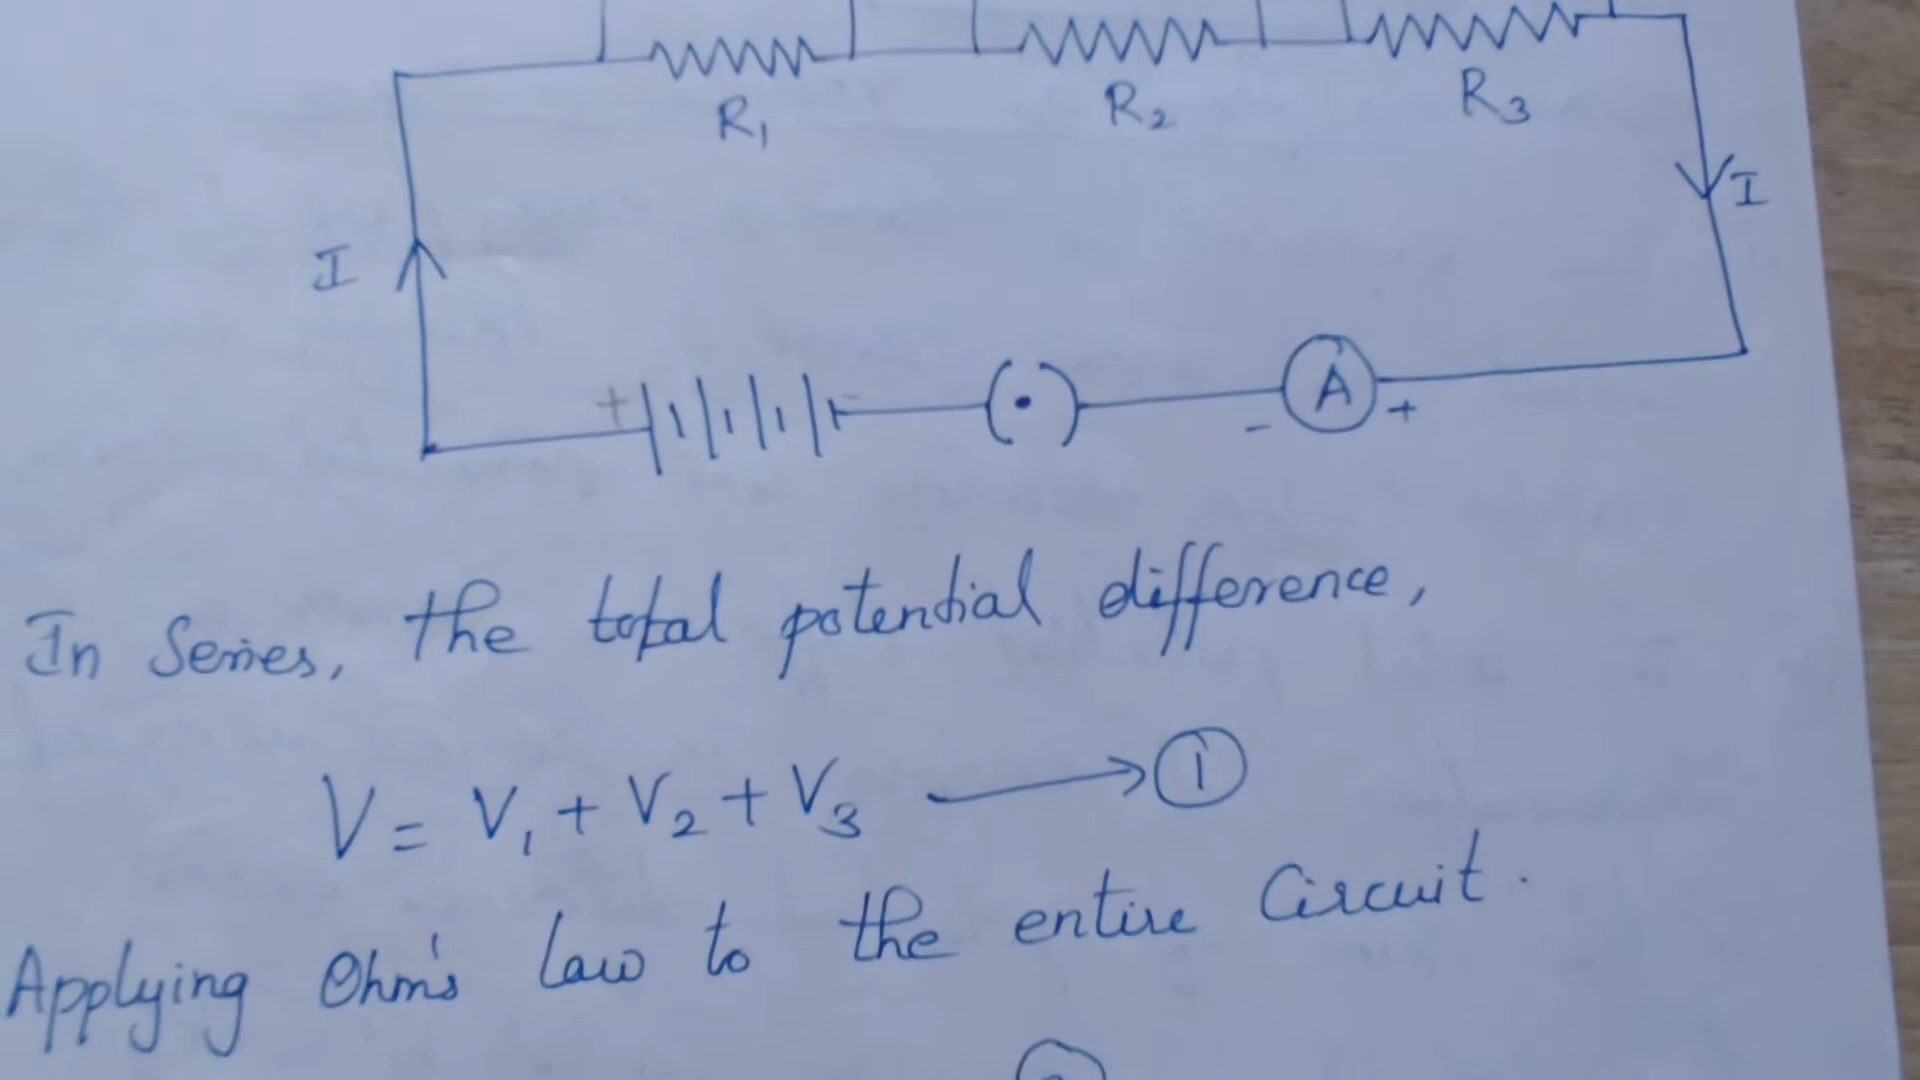 R₁ R₂ R₃
I
I
+ - A +
In Series, the total potential difference,
V = V₁ + V₂ + V₃ ⟶ ①
Applying Ohm's law to the entire Circuit.